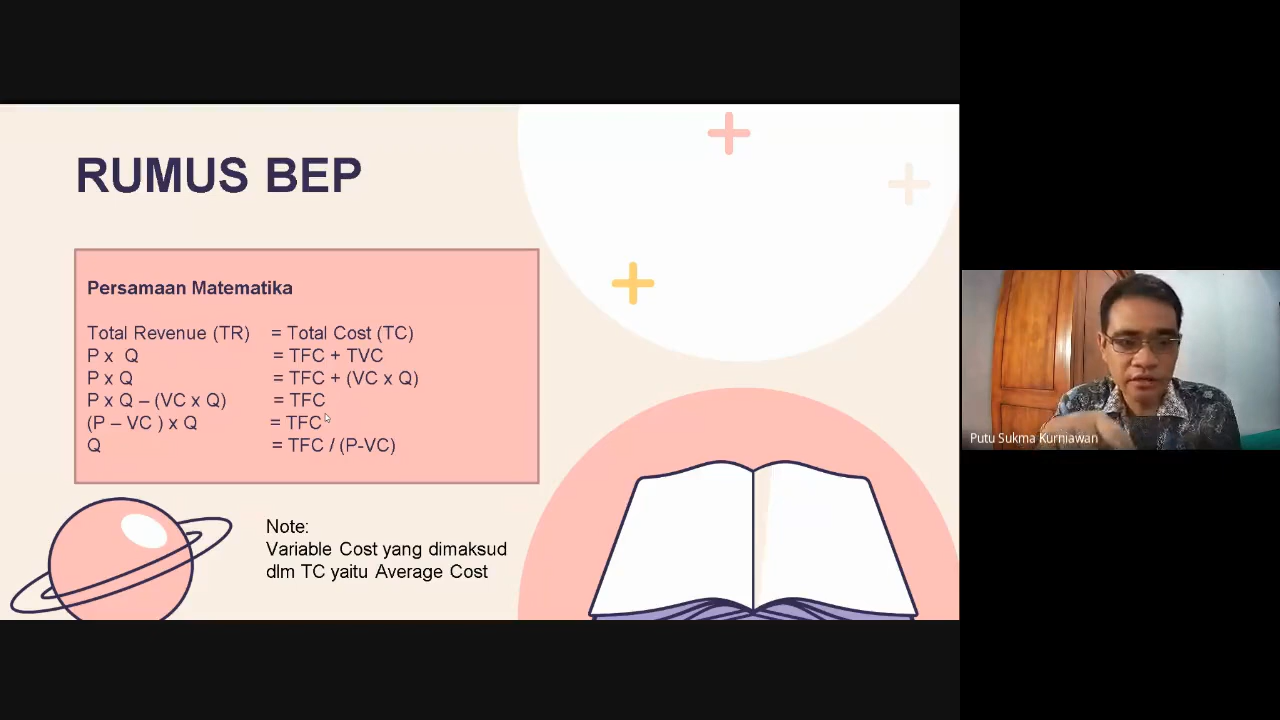 RUMUS BEP
Persamaan Matematika
Total Revenue (TR) = Total Cost (TC)
P x Q = TFC + TVC
P x Q = TFC + (VC x Q)
P x Q – (VC x Q) = TFC
(P – VC ) x Q = TFC
Q = TFC / (P-VC)
Note:
Variable Cost yang dimaksud
dlm TC yaitu Average Cost
Putu Sukma Kurniawan